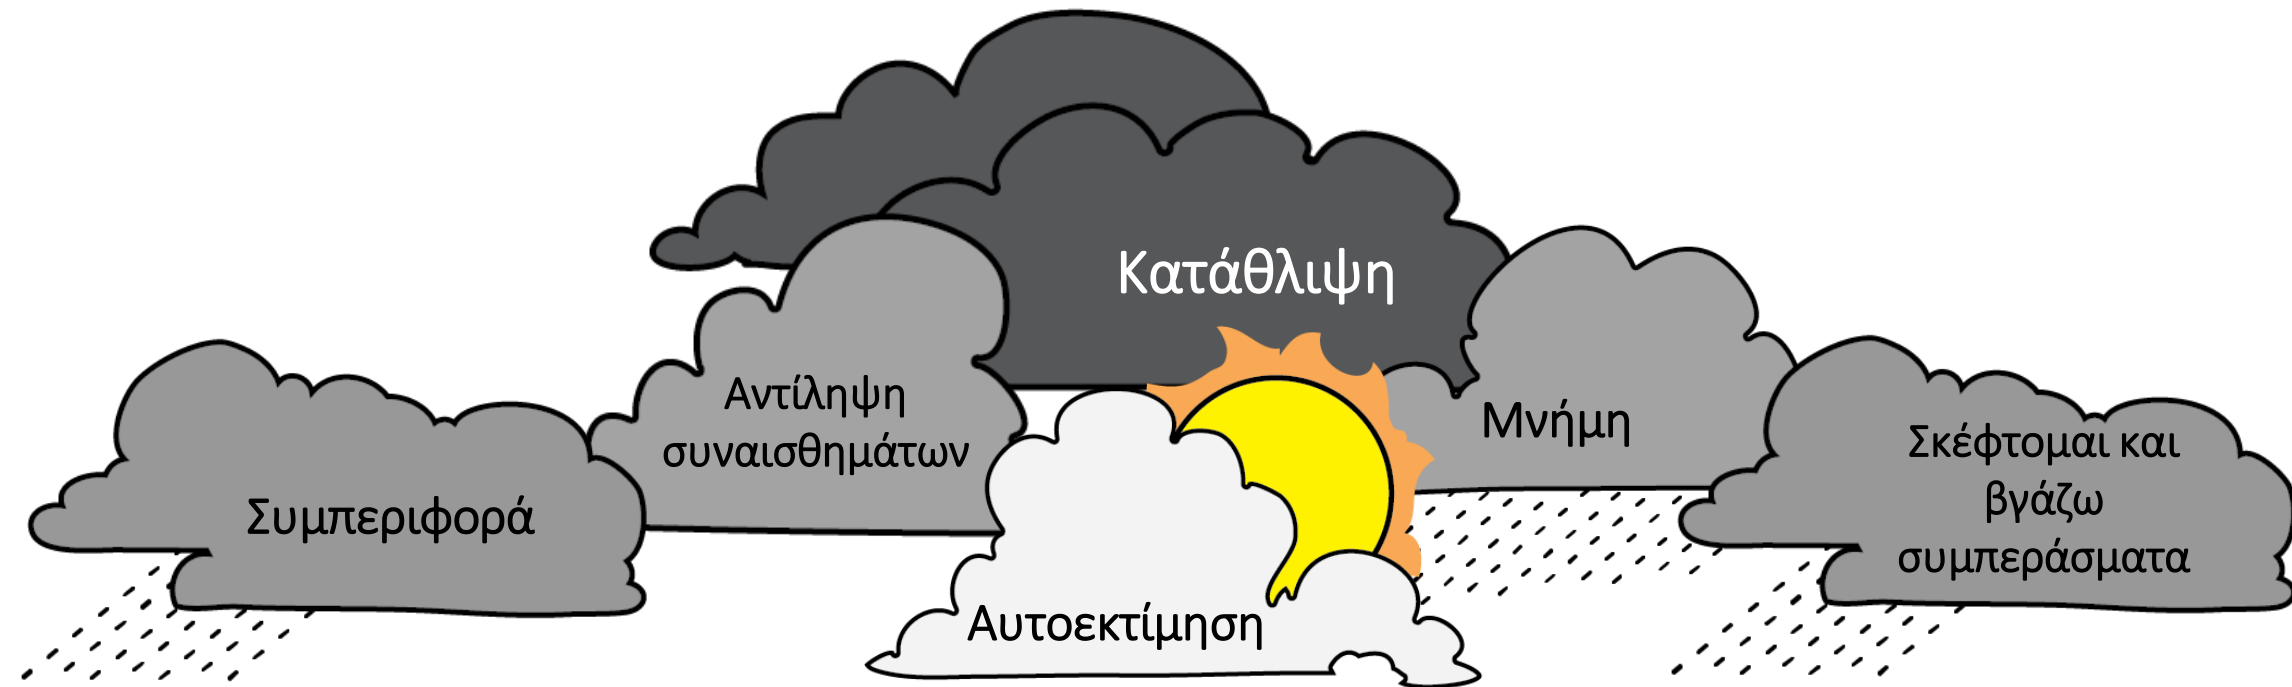 Κατάθλιψη
Αντίληψη
συναισθημάτων
Μνήμη
Σκέφτομαι και
βγάζω
συμπεράσματα
Συμπεριφορά
Αυτοεκτίμηση